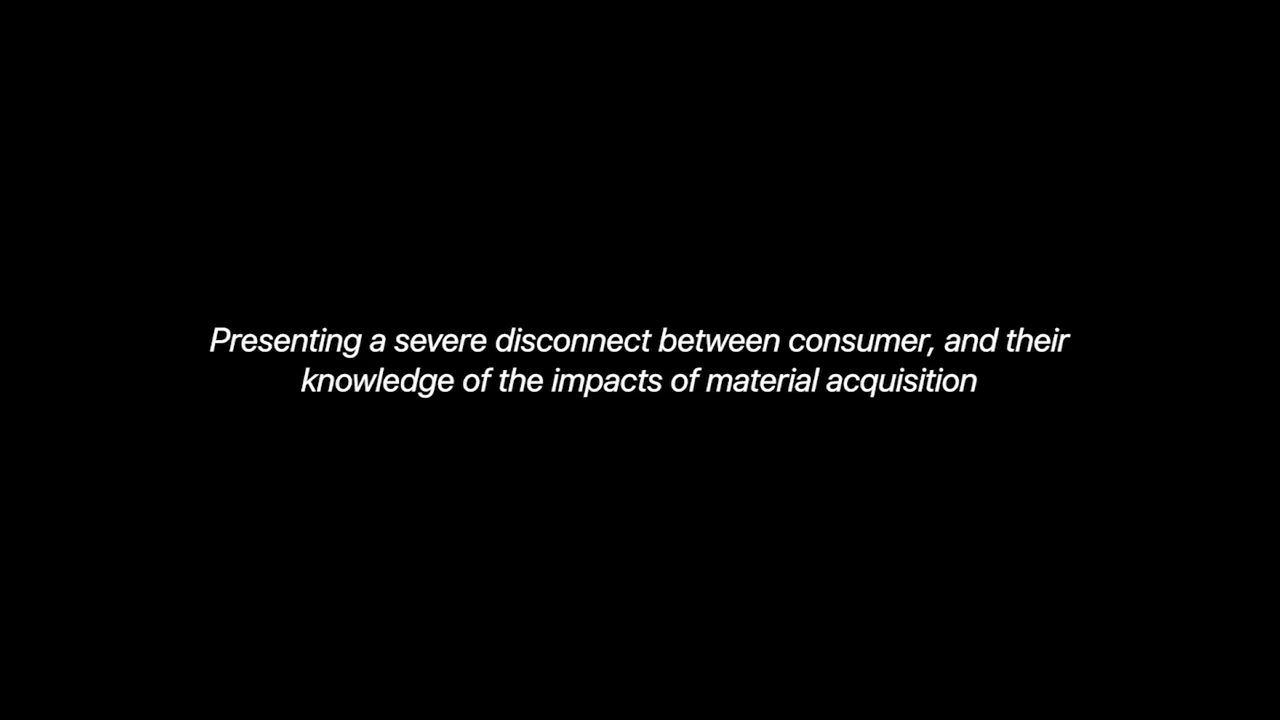 Presenting a severe disconnect between consumer, and their
knowledge of the impacts of material acquisition